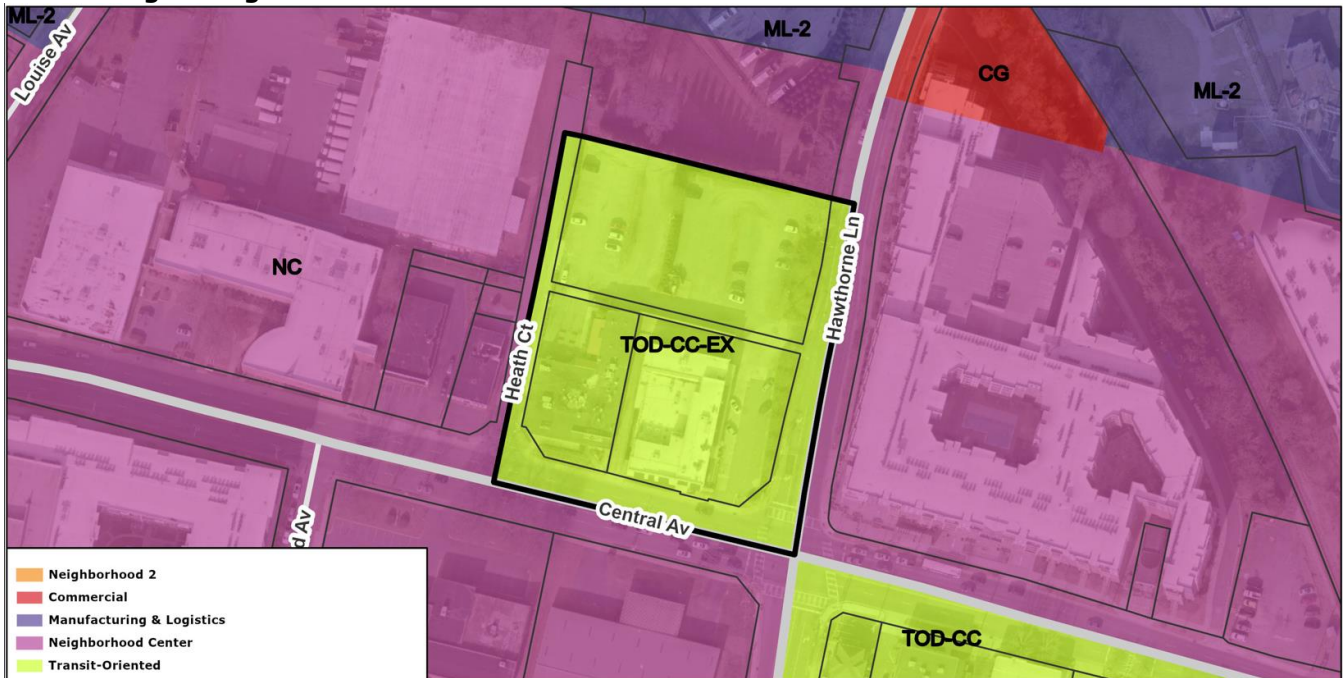 ML-2
Louise Av
ML-2
CG
ML-2
NC
Hawthorne Ln
Heath Ct
TOD-CC-EX
Central Av
d Av
TOD-CC
Neighborhood 2
Commercial
Manufacturing & Logistics
Neighborhood Center
Transit-Oriented